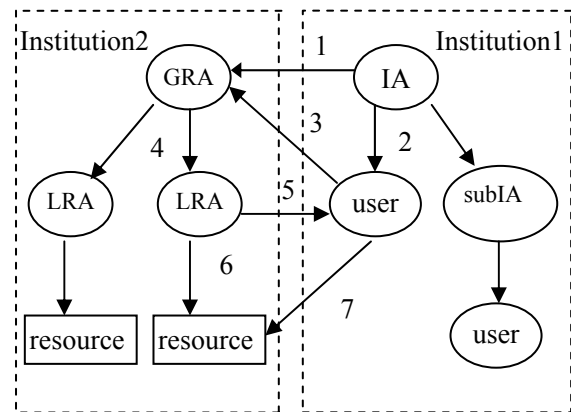 Institution2
1
Institution1
GRA
IA
3
2
4
LRA
LRA
5
user
subIA
6
7
resource
resource
user